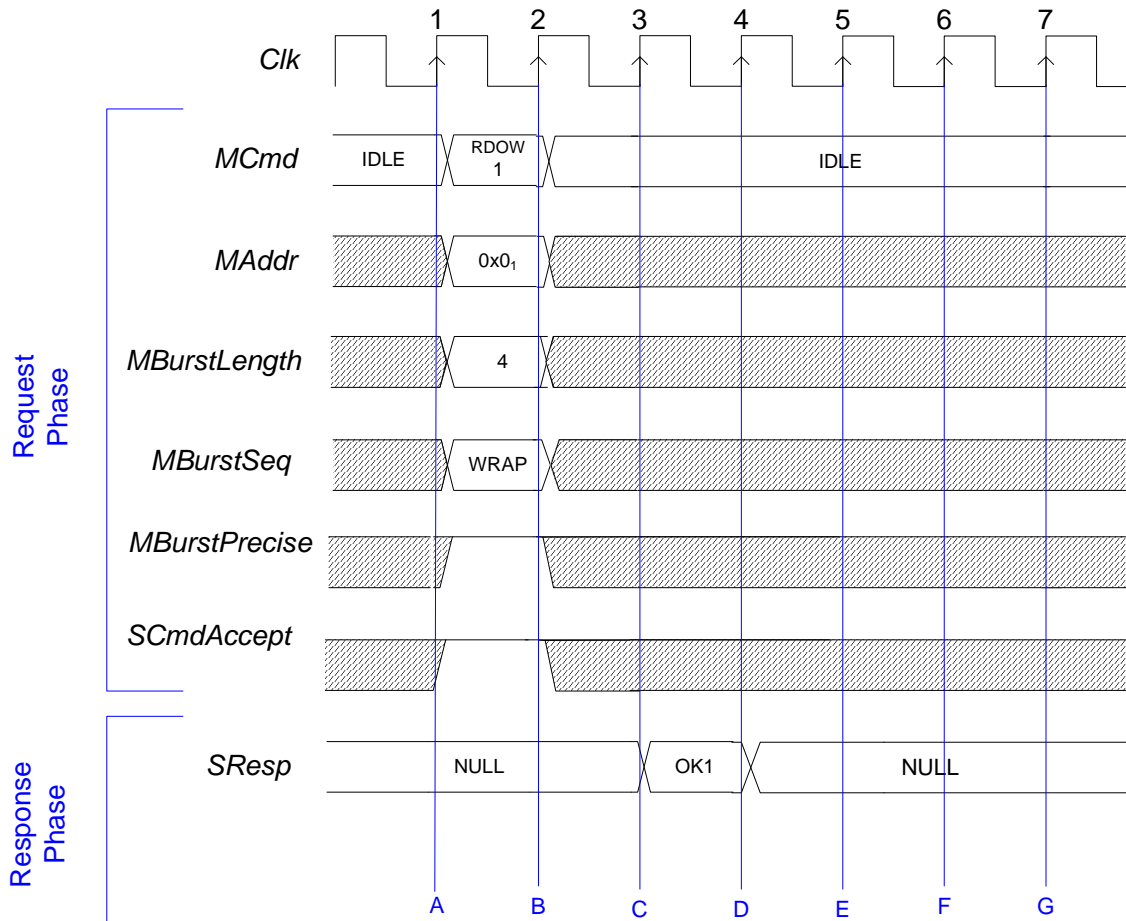 1 2 3 4 5 6 7
Clk
MCmd
IDLE
RDOW
1
IDLE
MAddr
0x0₁
MBurstLength
4
MBurstSeq
WRAP
MBurstPrecise
SCmdAccept
Request
Phase
SResp
NULL
OK1
NULL
Response
Phase
A B C D E F G